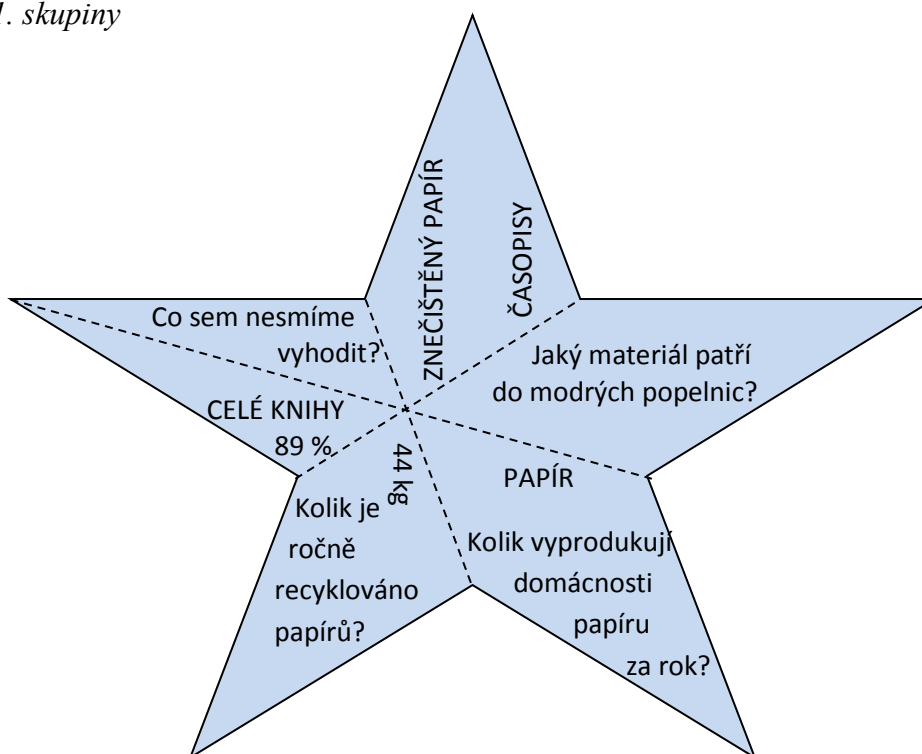 1. skupiny
ZNEČIŠTĚNÝ PAPÍR
ČASOPISY
Co sem nesmíme
vyhodit?
Jaký materiál patří
do modrých popelnic?
CELÉ KNIHY
89 %
44 kg
PAPÍR
Kolik je
ročně
recyklováno
papírů?
Kolik vyprodukují
domácnosti
papíru
za rok?